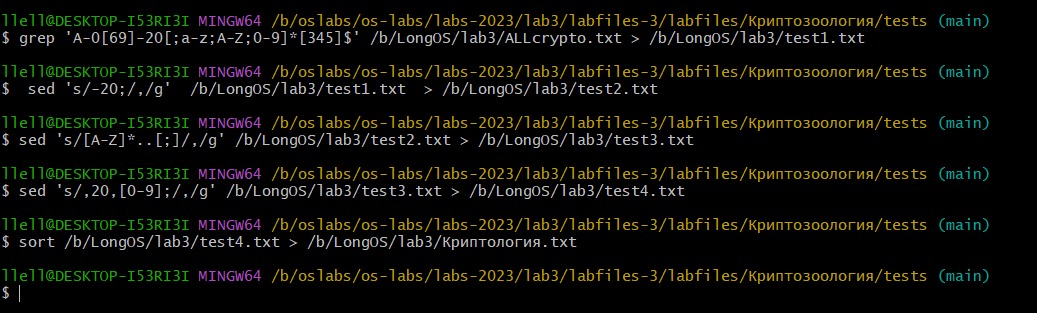 llell@DESKTOP-I53RI3I MINGW64 /b/oslabs/os-labs/labs-2023/lab3/labfiles-3/labfiles/Криптозоология/tests (main)
$ grep 'A-0[69]-20[;a-z;A-Z;0-9]*[345]$' /b/LongOS/lab3/ALLcrypto.txt > /b/LongOS/lab3/test1.txt
llell@DESKTOP-I53RI3I MINGW64 /b/oslabs/os-labs/labs-2023/lab3/labfiles-3/labfiles/Криптозоология/tests (main)
$  sed 's/-20;/,/g'  /b/LongOS/lab3/test1.txt  > /b/LongOS/lab3/test2.txt
llell@DESKTOP-I53RI3I MINGW64 /b/oslabs/os-labs/labs-2023/lab3/labfiles-3/labfiles/Криптозоология/tests (main)
$ sed 's/[A-Z]*..[;]/,/g' /b/LongOS/lab3/test2.txt > /b/LongOS/lab3/test3.txt
llell@DESKTOP-I53RI3I MINGW64 /b/oslabs/os-labs/labs-2023/lab3/labfiles-3/labfiles/Криптозоология/tests (main)
$ sed 's/,20,[0-9];/,/g' /b/LongOS/lab3/test3.txt > /b/LongOS/lab3/test4.txt
llell@DESKTOP-I53RI3I MINGW64 /b/oslabs/os-labs/labs-2023/lab3/labfiles-3/labfiles/Криптозоология/tests (main)
$ sort /b/LongOS/lab3/test4.txt > /b/LongOS/lab3/Криптология.txt
llell@DESKTOP-I53RI3I MINGW64 /b/oslabs/os-labs/labs-2023/lab3/labfiles-3/labfiles/Криптозоология/tests (main)
$